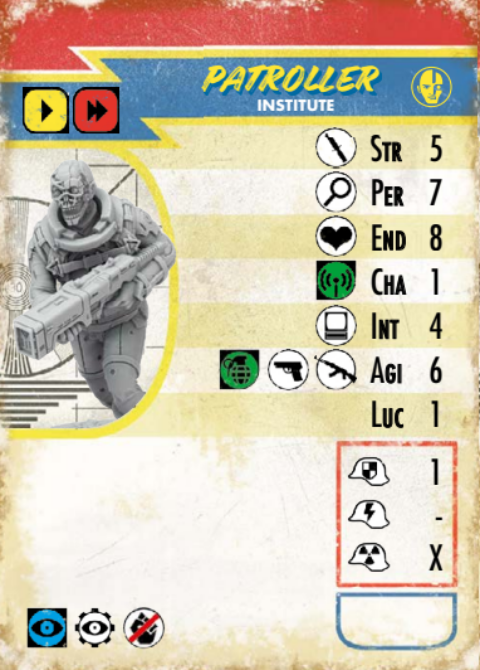 PATROLLER
INSTITUTE
STR 5
PER 7
END 8
CHA 1
INT 4
AGI 6
LUC 1
1
-
X